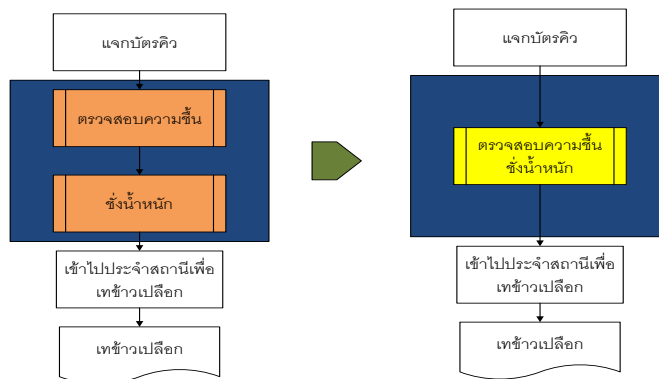 แจกบัตรคิว
ตรวจสอบความชื้น
ชั่งน้ำหนัก
เข้าไปประจำสถานีเพื่อ
เทข้าวเปลือก
เทข้าวเปลือก
แจกบัตรคิว
ตรวจสอบความชื้น
ชั่งน้ำหนัก
เข้าไปประจำสถานีเพื่อ
เทข้าวเปลือก
เทข้าวเปลือก